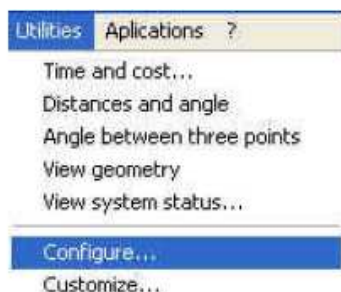 Utilities Aplications ?
Time and cost...
Distances and angle
Angle between three points
View geometry
View system status...
Configure...
Customize...